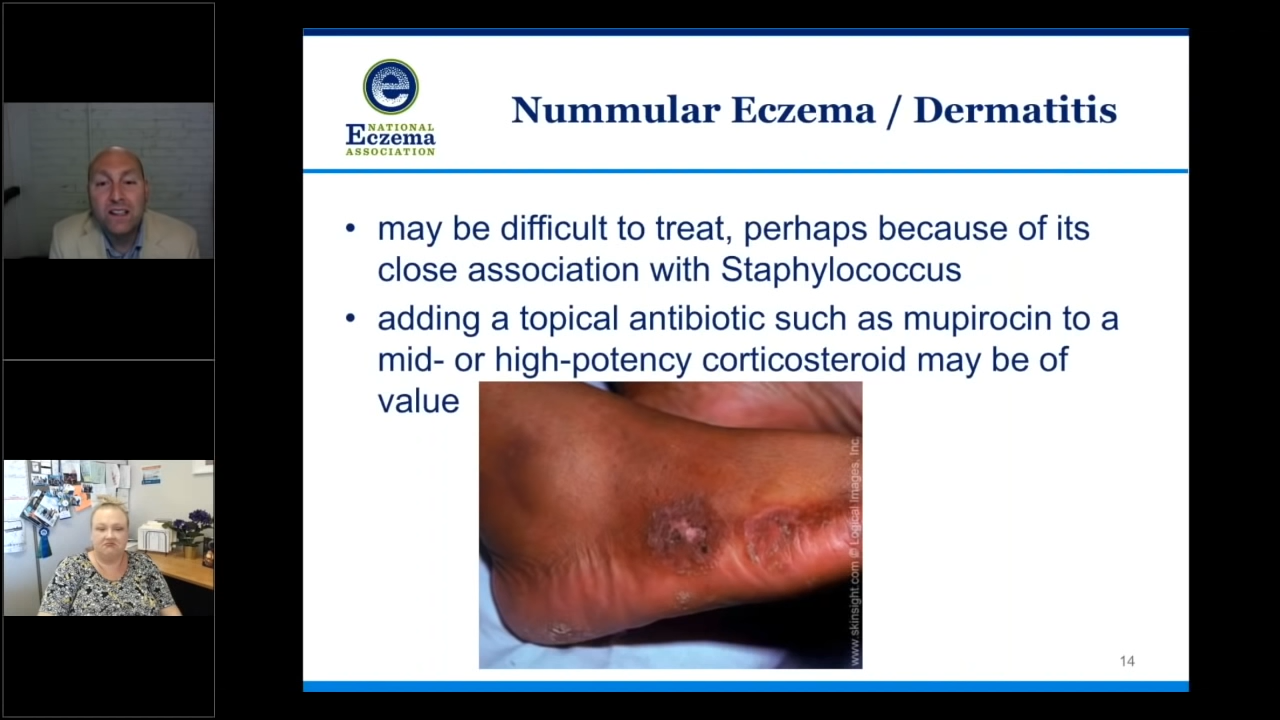 NATIONAL
Eczema
ASSOCIATION
Nummular Eczema / Dermatitis
• may be difficult to treat, perhaps because of its
close association with Staphylococcus
• adding a topical antibiotic such as mupirocin to a
mid- or high-potency corticosteroid may be of
value
www.skinsight.com © Logical Images, Inc.
14